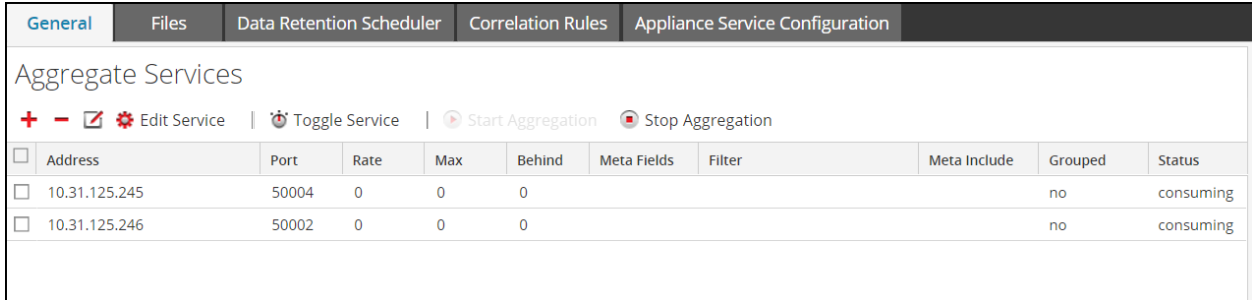 General Files Data Retention Scheduler Correlation Rules Appliance Service Configuration
Aggregate Services
Edit Service | Toggle Service | Start Aggregation Stop Aggregation
Address Port Rate Max Behind Meta Fields Filter Meta Include Grouped Status
10.31.125.245 50004 0 0 0 no consuming
10.31.125.246 50002 0 0 0 no consuming